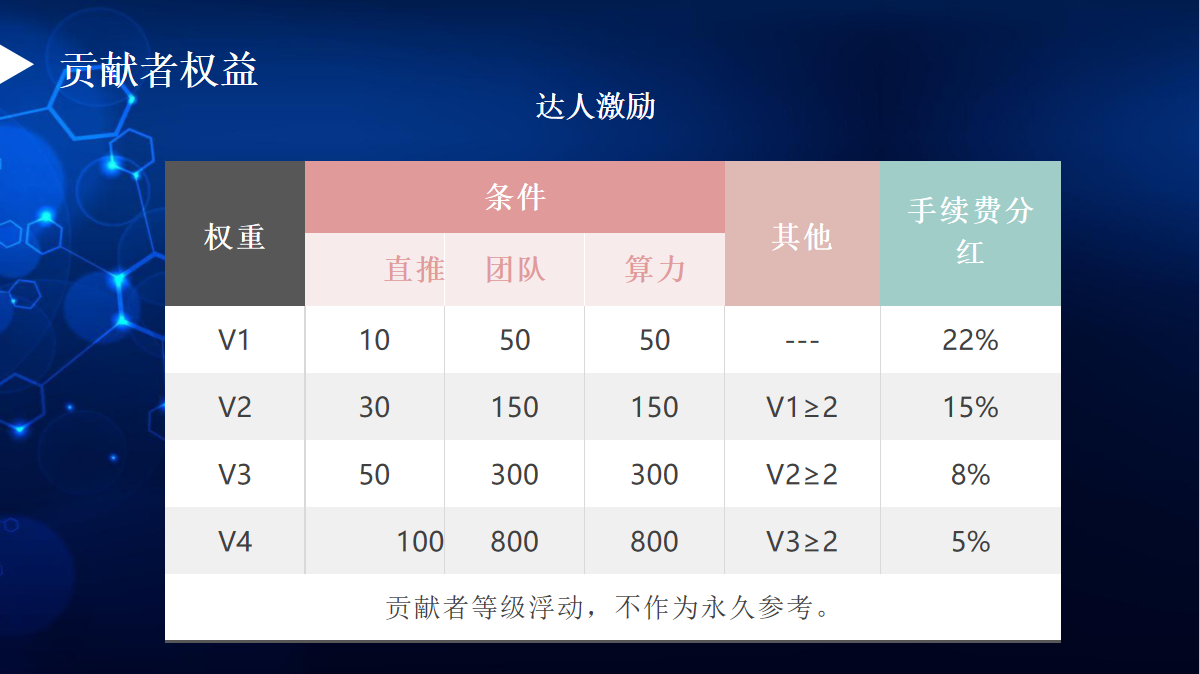 贡献者权益
达人激励
权重 条件 其他 手续费分红
直推 团队 算力
V1 10 50 50 --- 22%
V2 30 150 150 V1≥2 15%
V3 50 300 300 V2≥2 8%
V4 100 800 800 V3≥2 5%
贡献者等级浮动，不作为永久参考。